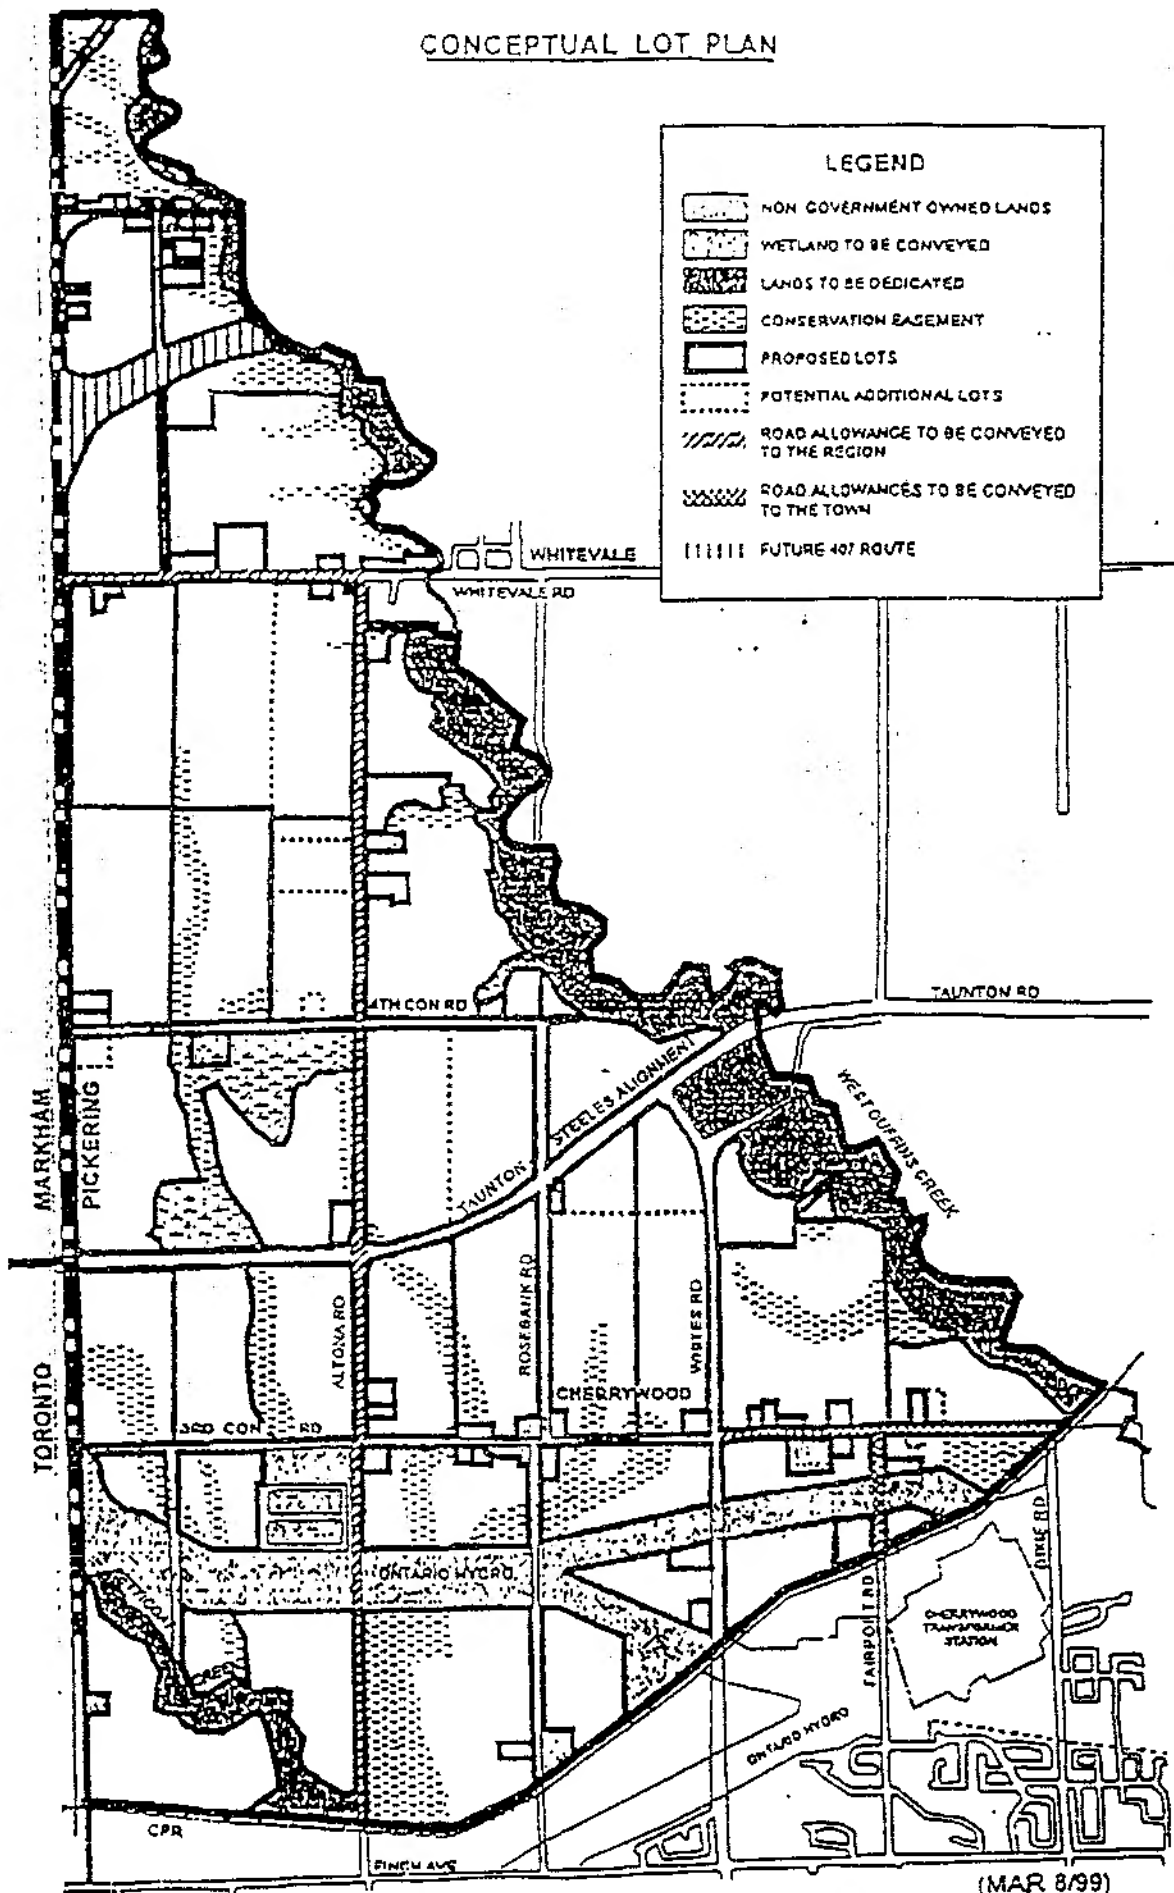 CONCEPTUAL LOT PLAN
LEGEND
NON GOVERNMENT OWNED LANDS
WETLAND TO BE CONVEYED
LANDS TO BE DEDICATED
CONSERVATION EASEMENT
PROPOSED LOTS
POTENTIAL ADDITIONAL LOTS
ROAD ALLOWANCE TO BE CONVEYED
TO THE REGION
ROAD ALLOWANCES TO BE CONVEYED
TO THE TOWN
FUTURE 407 ROUTE
WHITEVALE
WHITEVALE RD
4TH CON RD
TAUNTON RD
MARKHAM
PICKERING
STEELES ALIGNMENT
TAUNTON
WEST DUFFINS CREEK
ALTONA RD
ROSEBANK RD
WHITES RD
TORONTO
CHERRYWOOD
3RD CON RD
ONTARIO HYDRO
PETTICOAT
CREEK
FAIRPORT RD
DIXIE RD
CHERRYWOOD
TRANSFORMER
STATION
ONTARIO HYDRO
CPR
FINCH AVE
(MAR 8/99)